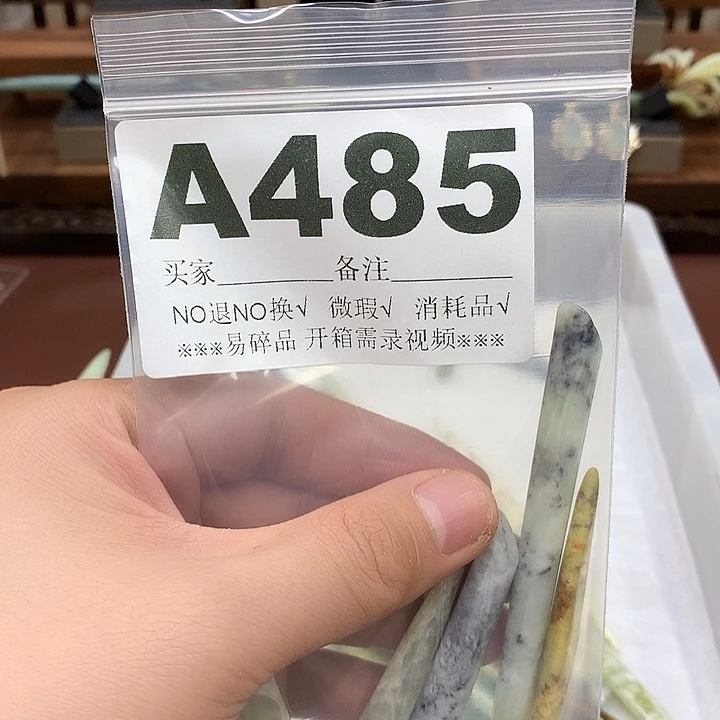 A485
买家________备注________
NO退NO换√ 微瑕√ 消耗品√
※※※易碎品 开箱需录视频※※※